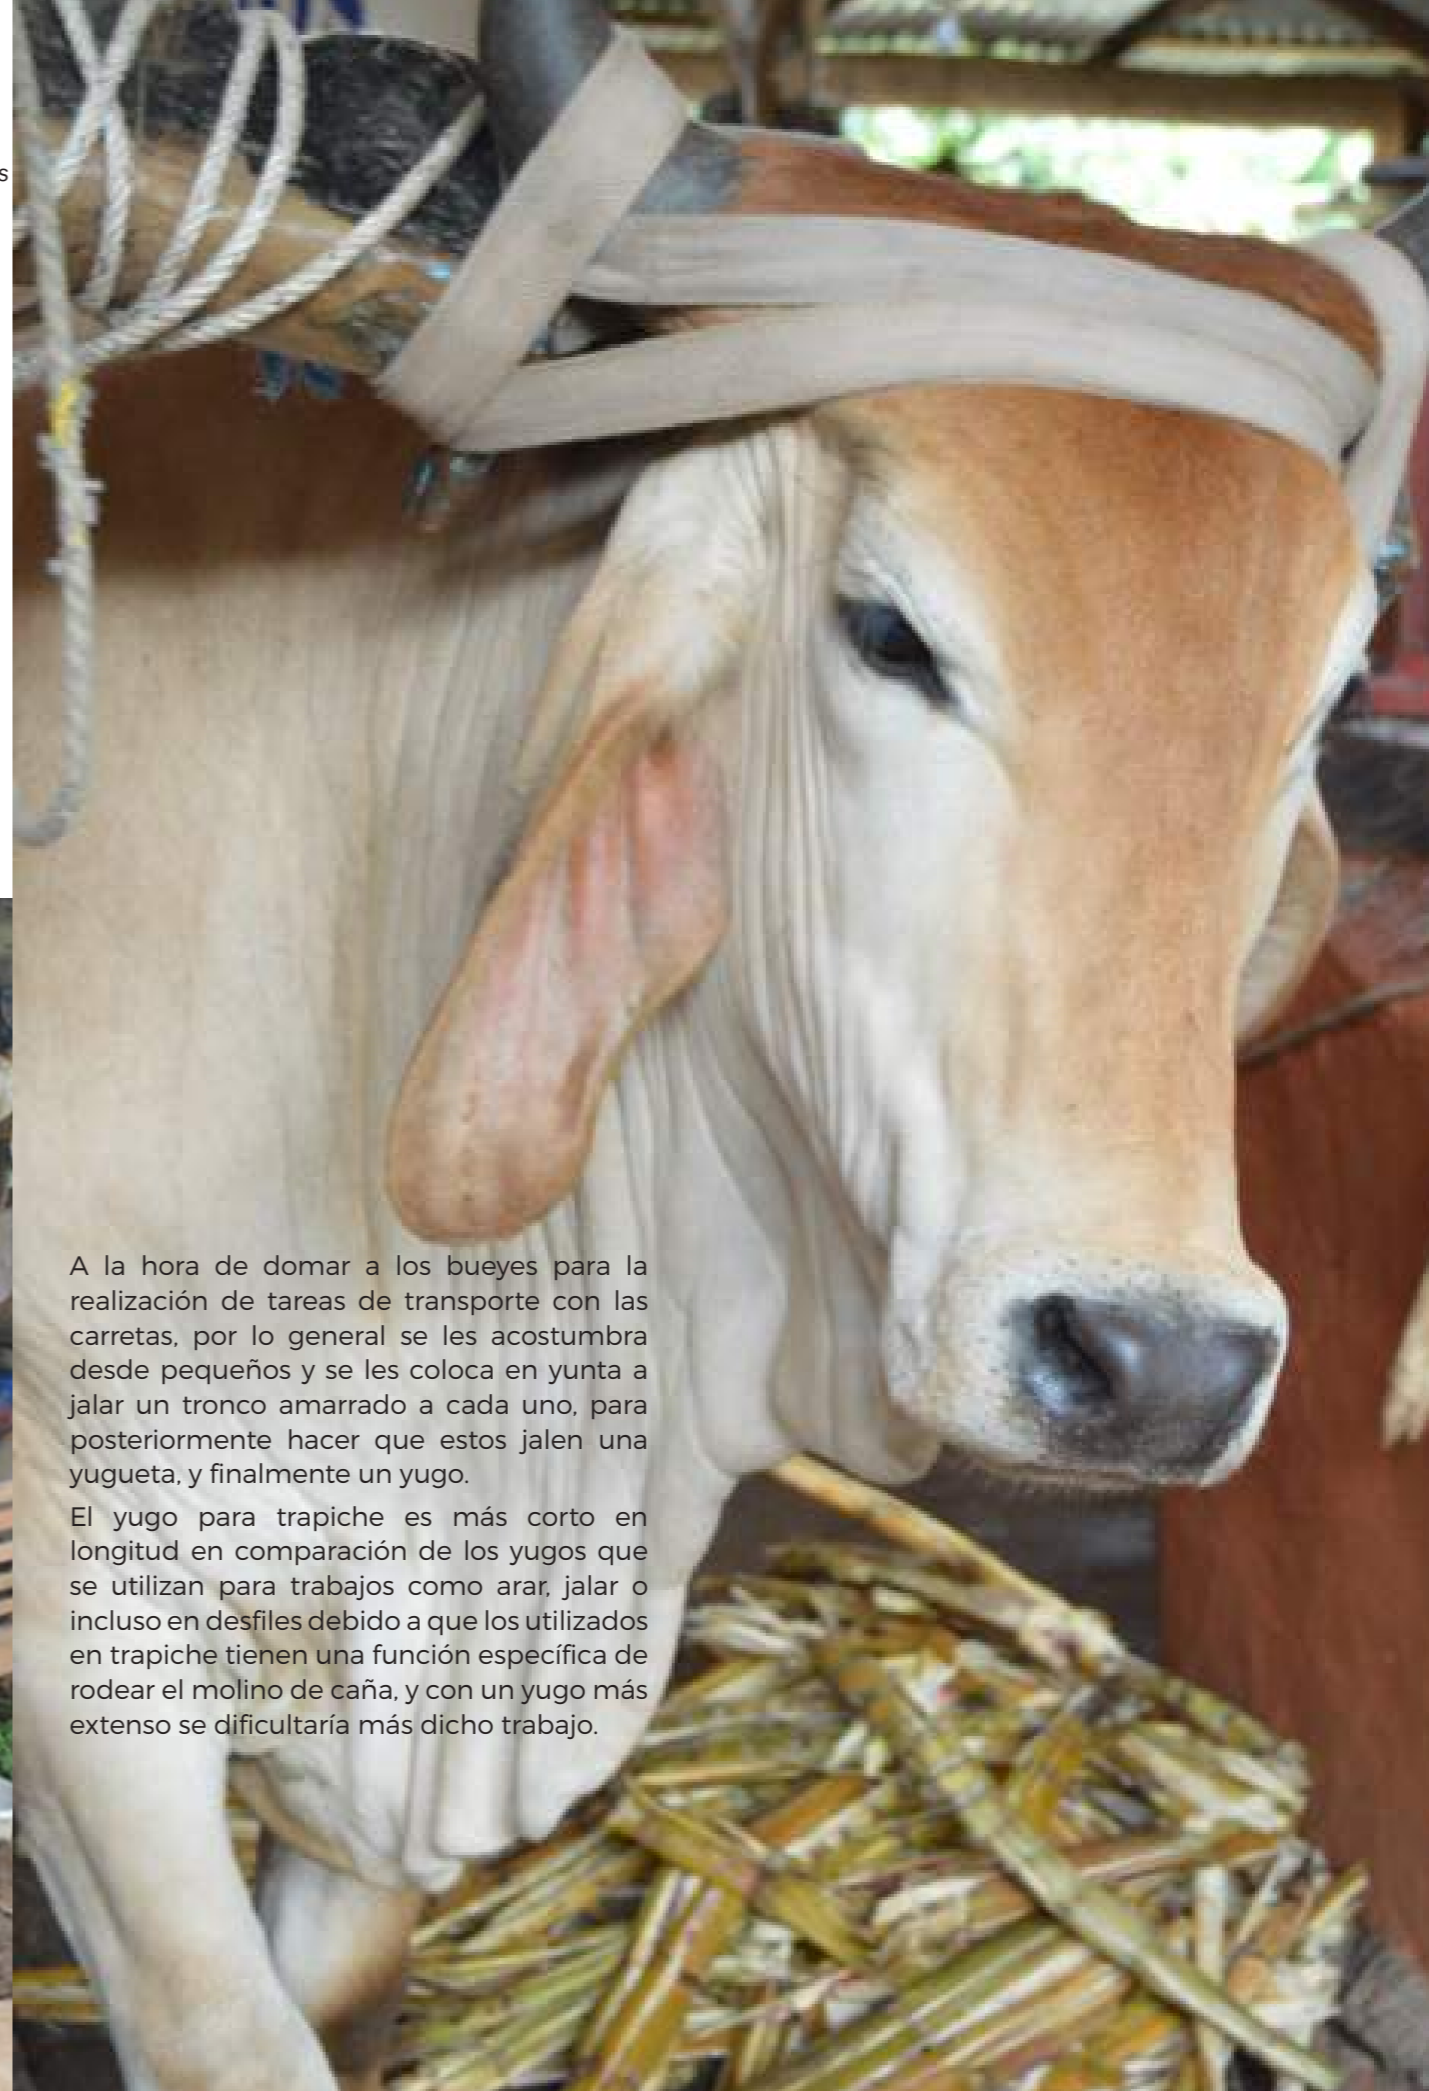 A la hora de domar a los bueyes para la
realización de tareas de transporte con las
carretas, por lo general se les acostumbra
desde pequeños y se les coloca en yunta a
jalar un tronco amarrado a cada uno, para
posteriormente hacer que estos jalen una
yugueta, y finalmente un yugo.
El yugo para trapiche es más corto en
longitud en comparación de los yugos que
se utilizan para trabajos como arar, jalar o
incluso en desfiles debido a que los utilizados
en trapiche tienen una función específica de
rodear el molino de caña, y con un yugo más
extenso se dificultaría más dicho trabajo.